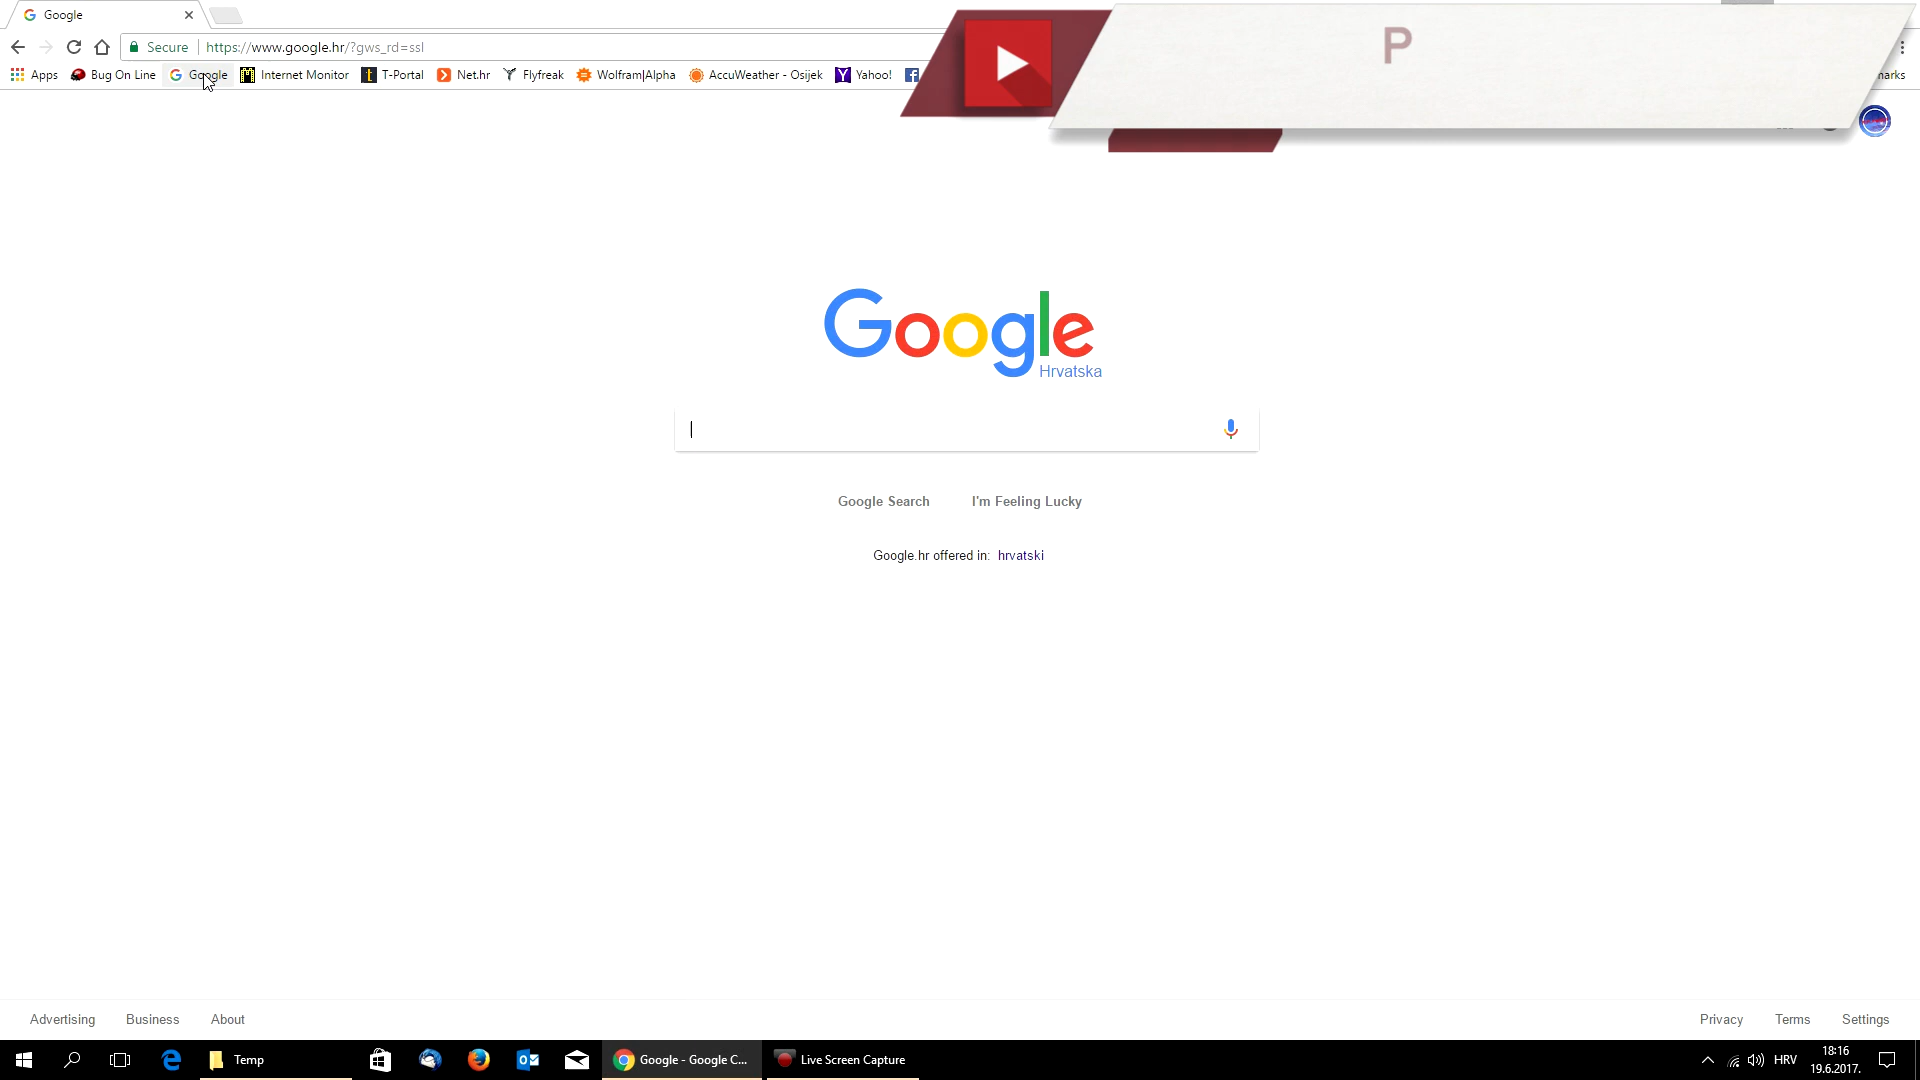 Google
Secure https://www.google.hr/?gws_rd=ssl
Apps Bug On Line Google Internet Monitor T-Portal Net.hr Flyfreak Wolfram|Alpha AccuWeather - Osijek Yahoo!
P
Google
Hrvatska
Google Search I'm Feeling Lucky
Google.hr offered in: hrvatski
Advertising Business About Privacy Terms Settings
Temp Google - Google C... Live Screen Capture HRV 18:16
19.6.2017.